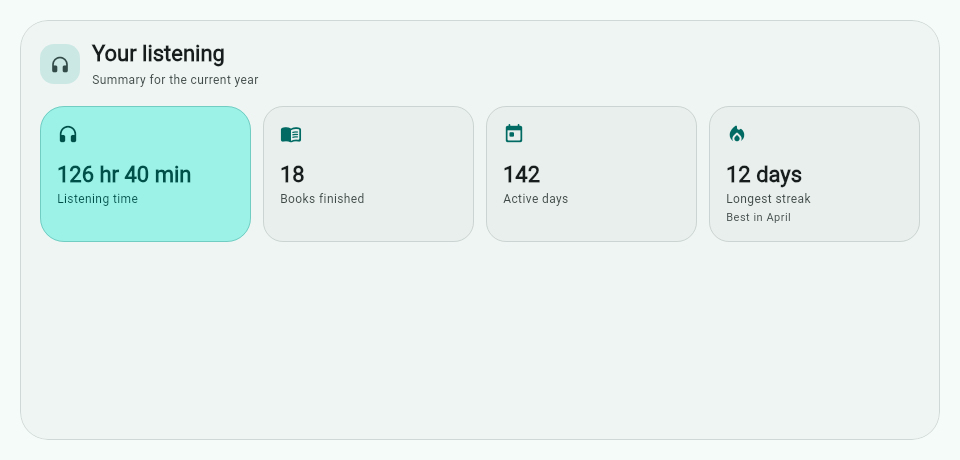 Your listening
Summary for the current year
126 hr 40 min
Listening time
18
Books finished
142
Active days
12 days
Longest streak
Best in April